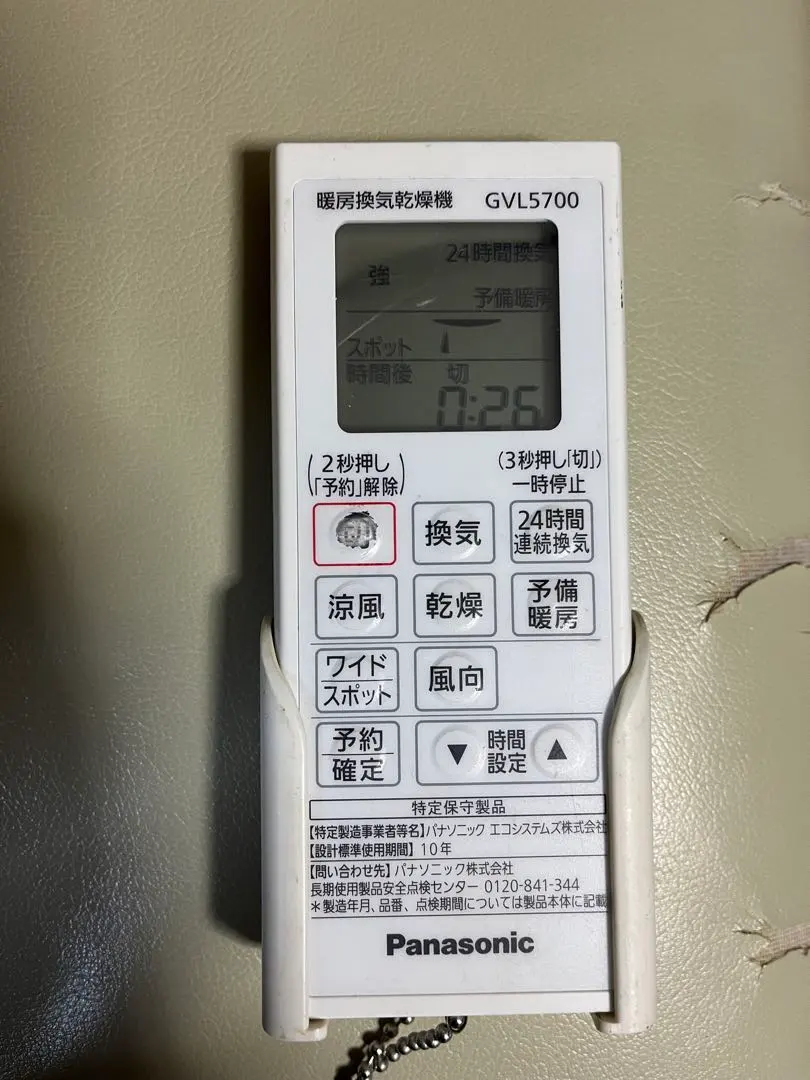 暖房換気乾燥機 GVL5700
24時間換気
強
予備暖房
スポット
時間後 切
0:26
(2秒押し「予約」解除)
(3秒押し「切」)
一時停止
換気
24時間
連続換気
涼風
乾燥
予備
暖房
ワイド
スポット
風向
予約
確定
▼ 時間設定 ▲
特定保守製品
【特定製造事業者等名】パナソニック エコシステムズ株式会社
【設計標準使用期間】10年
【問い合わせ先】パナソニック株式会社
長期使用製品安全点検センター 0120-841-344
＊製造年月、品番、点検期間については製品本体に記載
Panasonic